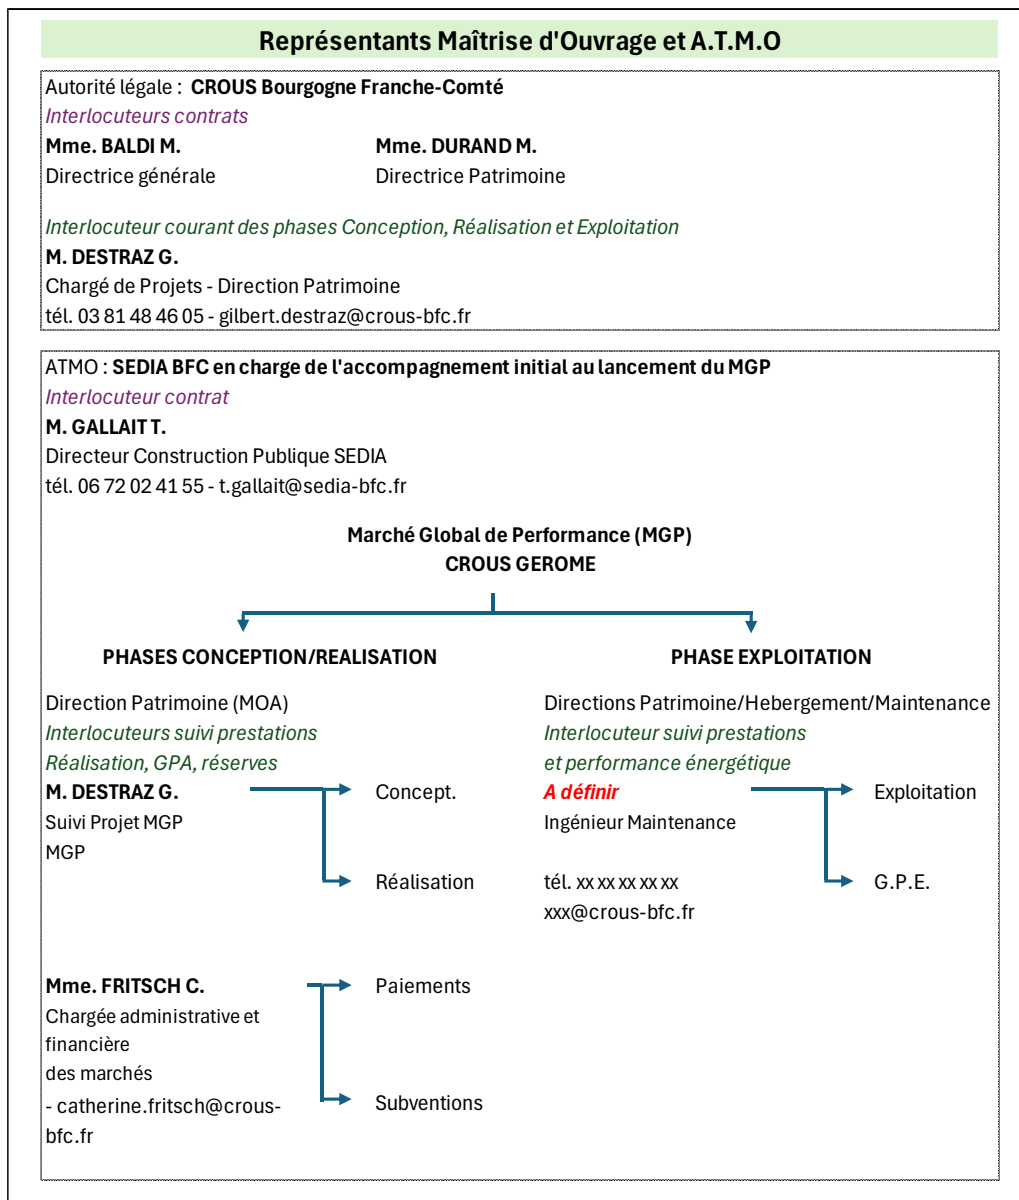 Représentants Maîtrise d'Ouvrage et A.T.M.O
Autorité légale : CROUS Bourgogne Franche-Comté
Interlocuteurs contrats
Mme. BALDI M. Mme. DURAND M.
Directrice générale Directrice Patrimoine
Interlocuteur courant des phases Conception, Réalisation et Exploitation
M. DESTRAZ G.
Chargé de Projets - Direction Patrimoine
tél. 03 81 48 46 05 - gilbert.destraz@crous-bfc.fr
ATMO : SEDIA BFC en charge de l'accompagnement initial au lancement du MGP
Interlocuteur contrat
M. GALLAIT T.
Directeur Construction Publique SEDIA
tél. 06 72 02 41 55 - t.gallait@sedia-bfc.fr
Marché Global de Performance (MGP)
CROUS GEROME
PHASES CONCEPTION/REALISATION
Direction Patrimoine (MOA)
Interlocuteurs suivi prestations
Réalisation, GPA, réserves
M. DESTRAZ G. Concept.
Suivi Projet MGP
MGP
Réalisation
Mme. FRITSCH C. Paiements
Chargée administrative et
financière
des marchés
- catherine.fritsch@crous-
bfc.fr
Subventions
PHASE EXPLOITATION
Directions Patrimoine/Hebergement/Maintenance
Interlocuteur suivi prestations
et performance énergétique
A définir Exploitation
Ingénieur Maintenance
tél. xx xx xx xx xx G.P.E.
xxx@crous-bfc.fr